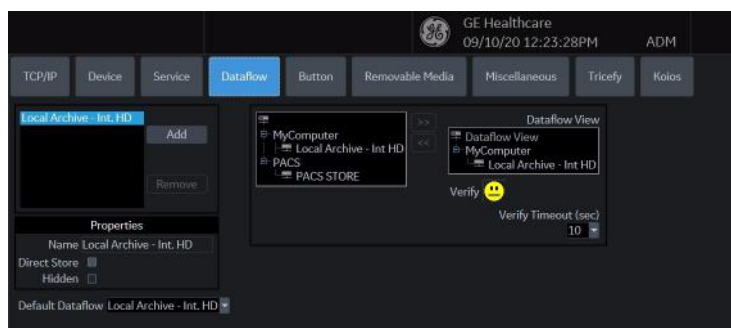 GE Healthcare
09/10/20 12:23:28PM ADM
TCP/IP Device Service Dataflow Button Removable Media Miscellaneous Tricefy Koios
Local Archive - Int. HD
Add
Remove
Properties
Name Local Archive - Int. HD
Direct Store
Hidden
Default Dataflow Local Archive - Int. HD
MyComputer
Local Archive - Int HD
PACS
PACS STORE
>>
<<
Dataflow View
Dataflow View
MyComputer
Local Archive - Int HD
Verify
Verify Timeout (sec)
10